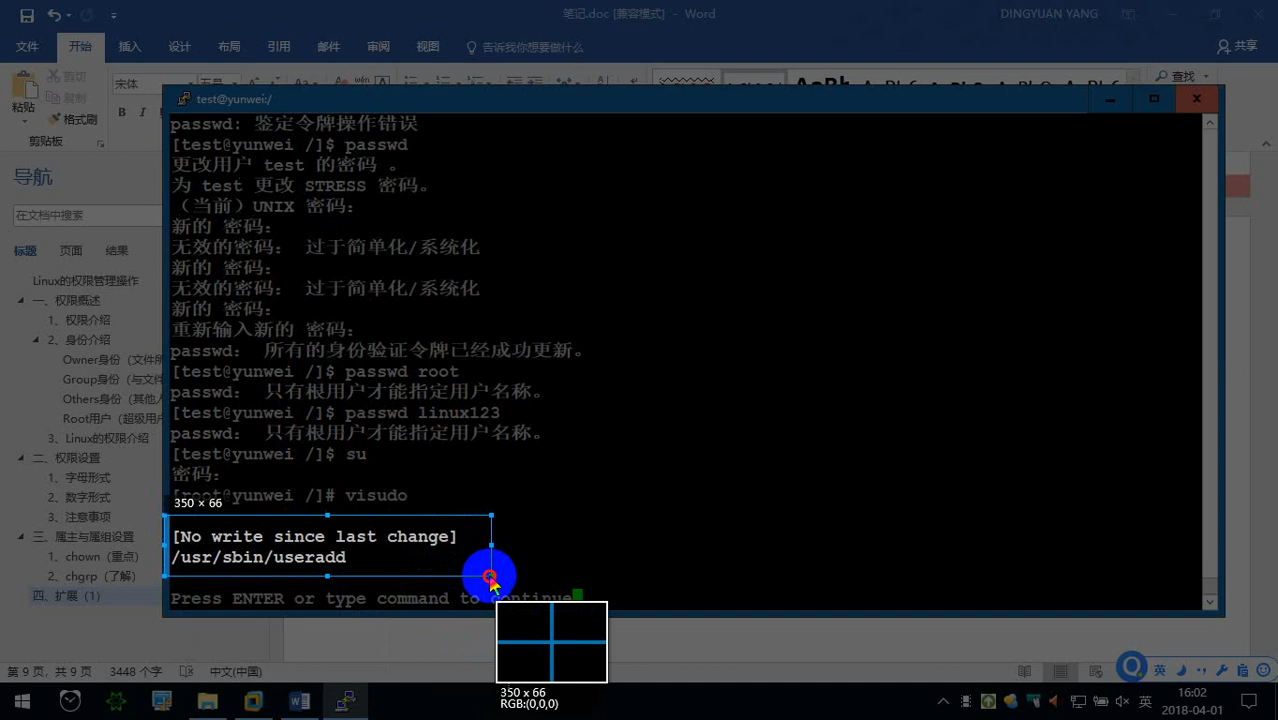 笔记.doc [兼容模式] - Word
DINGYUAN YANG
文件
开始
插入
设计
布局
引用
邮件
审阅
视图
告诉我你想要做什么
共享
粘贴
剪切
复制
格式刷
剪贴板
宋体
五号
B
I
查找
导航
在文档中搜索
标题
页面
结果
Linux的权限管理操作
一、权限概述
1、权限介绍
2、身份介绍
Owner身份（文件所
Group身份（与文件
Others身份（其他人
Root用户（超级用户
3、Linux的权限介绍
二、权限设置
1、字母形式
2、数字形式
3、注意事项
三、属主与属组设置
1、chown（重点）
2、chgrp（了解）
四、扩展（1）
test@yunwei:/
passwd: 鉴定令牌操作错误
[test@yunwei /]$ passwd
更改用户 test 的密码 。
为 test 更改 STRESS 密码。
（当前）UNIX 密码:
新的 密码:
无效的密码: 过于简单化/系统化
新的 密码:
无效的密码: 过于简单化/系统化
新的 密码:
重新输入新的 密码:
passwd: 所有的身份验证令牌已经成功更新。
[test@yunwei /]$ passwd root
passwd: 只有根用户才能指定用户名称。
[test@yunwei /]$ passwd linux123
passwd: 只有根用户才能指定用户名称。
[test@yunwei /]$ su
密码:
[root@yunwei /]# visudo
350 × 66
[No write since last change]
/usr/sbin/useradd
Press ENTER or type command to continue
350 x 66
RGB:(0,0,0)
第 9 页，共 9 页
3448 个字
中文(中国)
英
英
16:02
2018-04-01